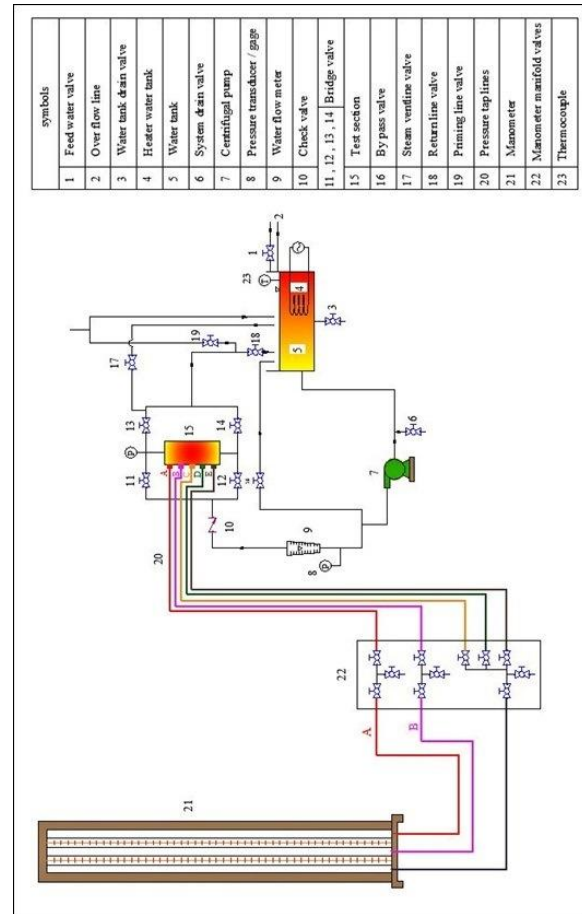 symbols
1 Feed water valve
2 Over flow line
3 Water tank drain valve
4 Heater water tank
5 Water tank
6 System drain valve
7 Centrifugal pump
8 Pressure transducer / gage
9 Water flow meter
10 Check valve
11 , 12 , 13 , 14 Bridge valve
15 Test section
16 By pass valve
17 Steam ventline valve
18 Return line valve
19 Priming line valve
20 Pressure tap lines
21 Manometer
22 Manometer manifold valves
23 Thermocouple
2
1
23
T
4
5
3
18
19
17
13
14
15
P
11
12
A
B
C
D
E
6
7
10
9
8
P
20
22
A
B
21